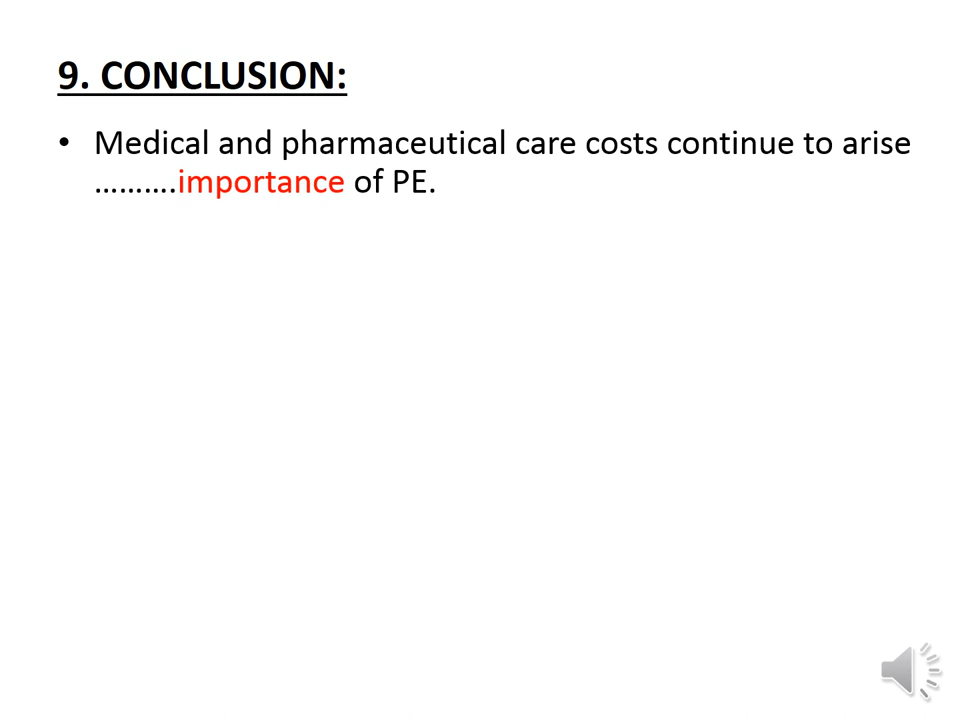 9. CONCLUSION:
• Medical and pharmaceutical care costs continue to arise
……….importance of PE.